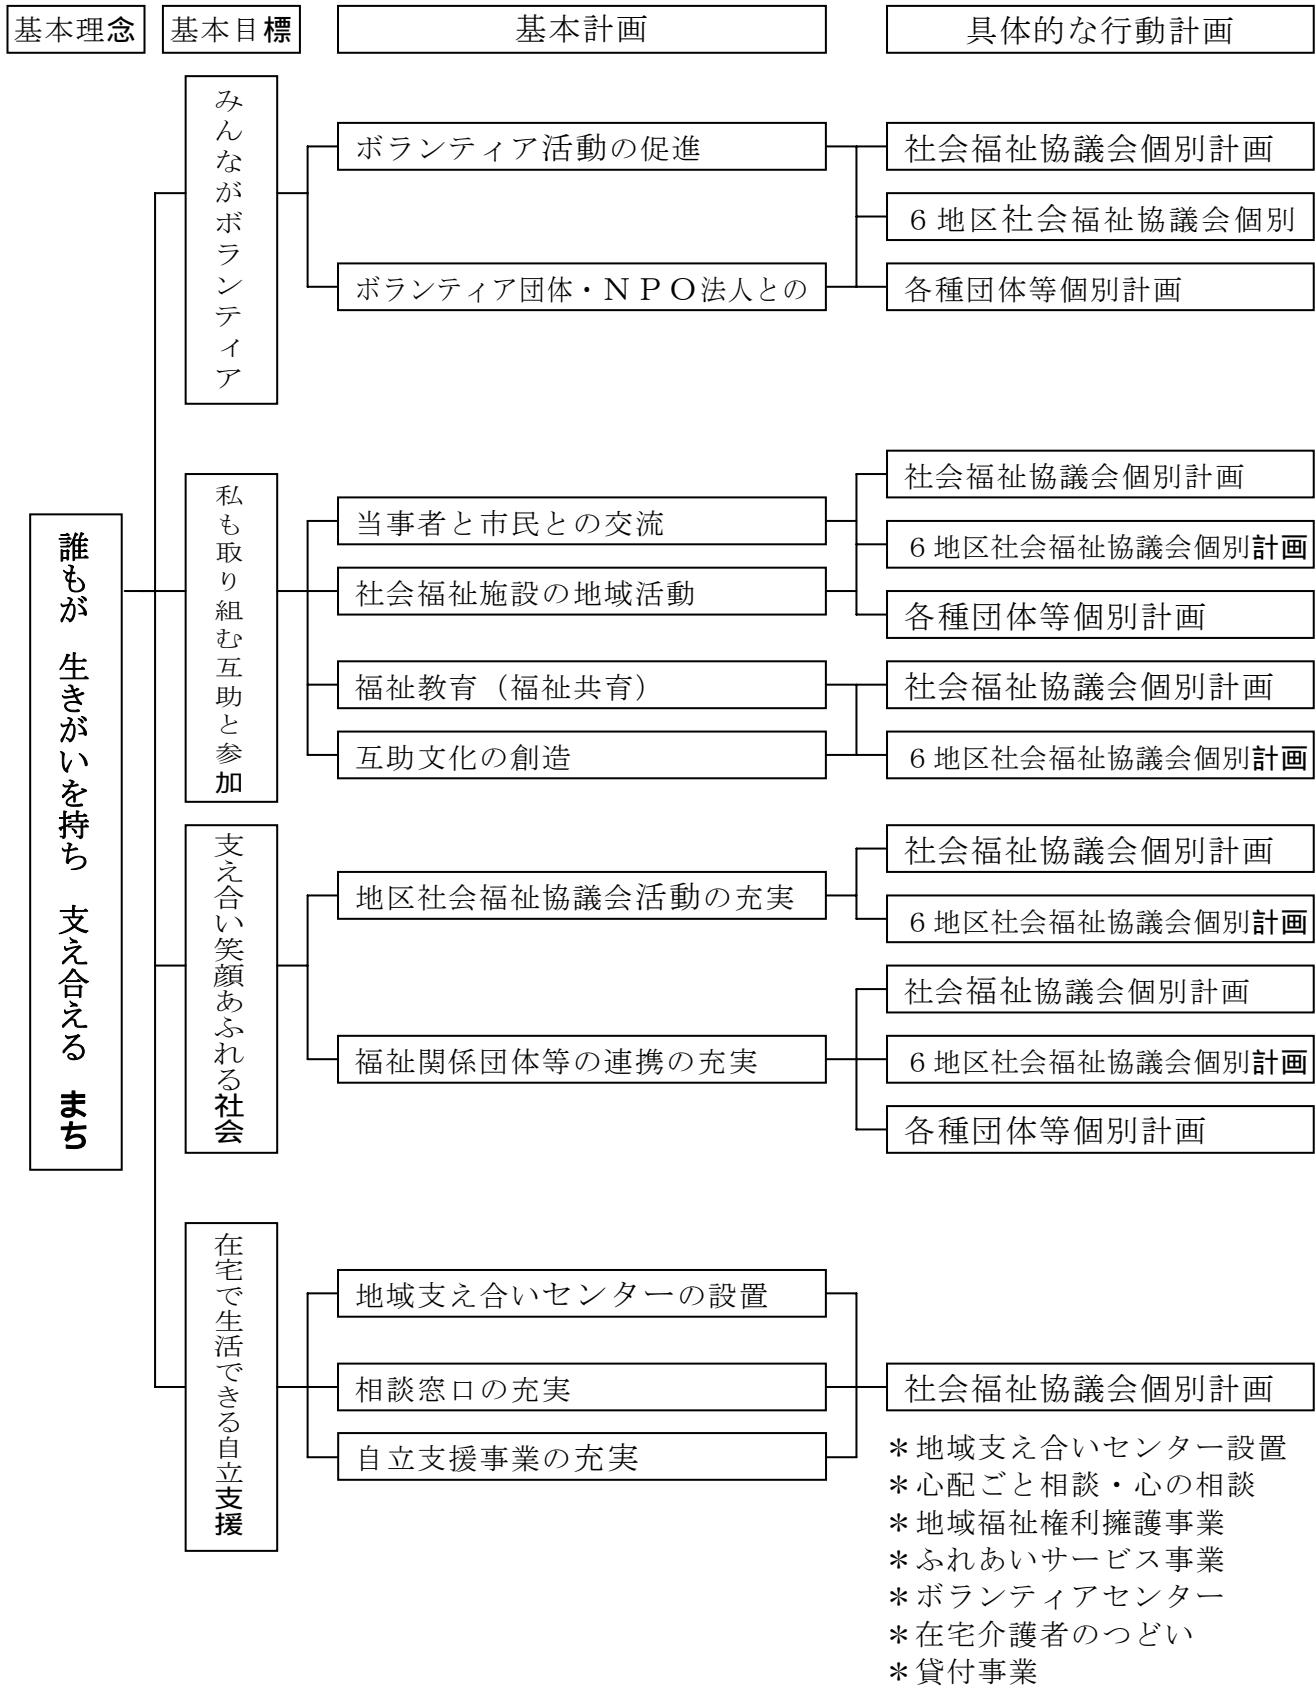 基本理念
基本目標
基本計画
具体的な行動計画
誰もが　生きがいを持ち　支え合える　まち
みんながボランティア
ボランティア活動の促進
ボランティア団体・ＮＰＯ法人との
社会福祉協議会個別計画
６地区社会福祉協議会個別
各種団体等個別計画
私も取り組む互助と参加
当事者と市民との交流
社会福祉施設の地域活動
福祉教育（福祉共育）
互助文化の創造
社会福祉協議会個別計画
６地区社会福祉協議会個別計画
各種団体等個別計画
社会福祉協議会個別計画
６地区社会福祉協議会個別計画
支え合い笑顔あふれる社会
地区社会福祉協議会活動の充実
福祉関係団体等の連携の充実
社会福祉協議会個別計画
６地区社会福祉協議会個別計画
社会福祉協議会個別計画
６地区社会福祉協議会個別計画
各種団体等個別計画
在宅で生活できる自立支援
地域支え合いセンターの設置
相談窓口の充実
自立支援事業の充実
社会福祉協議会個別計画
＊地域支え合いセンター設置
＊心配ごと相談・心の相談
＊地域福祉権利擁護事業
＊ふれあいサービス事業
＊ボランティアセンター
＊在宅介護者のつどい
＊貸付事業